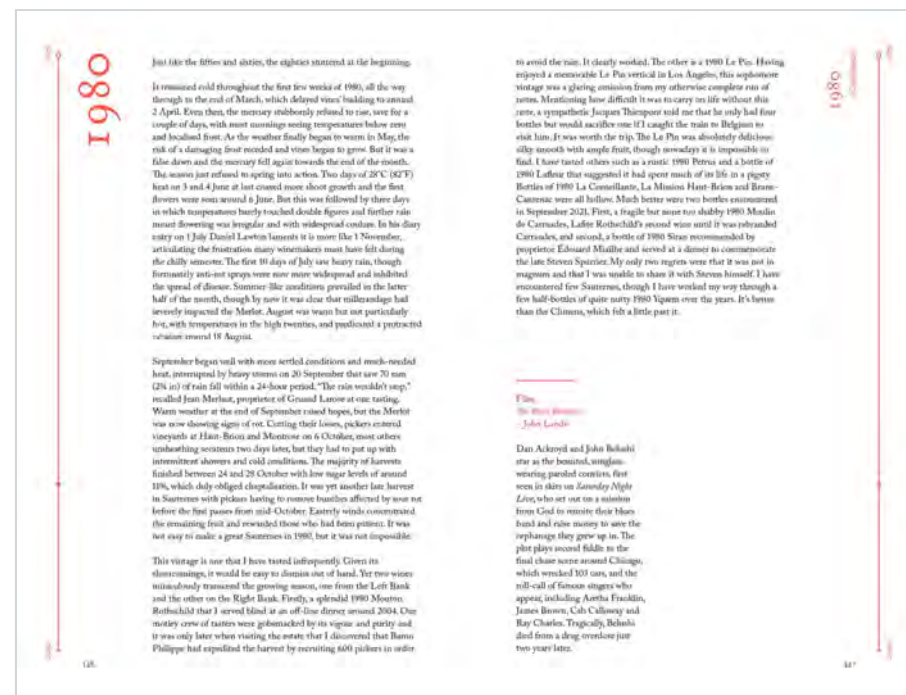 1980
Just like the fifties and sixties, the eighties stuttered at the beginning.
It remained cold throughout the first few weeks of 1980, all the way
through to the end of March, which delayed vines' budding to around
2 April. Even then, the mercury stubbornly refused to rise, save for a
couple of days, with most mornings seeing temperatures below zero
and localised frost. As the weather finally began to warm in May, the
risk of a damaging frost receded and vines began to grow. But it was a
false dawn and the mercury fell again towards the end of the month.
The season just refused to spring into action. Two days of 28°C (82°F)
heat on 3 and 4 June at last coaxed more shoot growth and the first
flowers were seen around 6 June. But this was followed by three days
in which temperatures barely touched double figures and further rain
meant flowering was irregular and with widespread coulure. In his diary
entry on 1 July Daniel Lawton laments it is more like 1 November,
articulating the frustration many winemakers must have felt during
the chilly semester. The first 10 days of July saw heavy rain, though
fortunately anti-rot sprays were now more widespread and inhibited
the spread of disease. Summer-like conditions prevailed in the latter
half of the month, though by now it was clear that millerandage had
severely impacted the Merlot. August was warm but not particularly
hot, with temperatures in the high twenties, and predicated a protracted
veraison around 18 August.
September began well with more settled conditions and much-needed
heat, interrupted by heavy storms on 20 September that saw 70 mm
(2¾ in) of rain fall within a 24-hour period. “The rain wouldn't stop,”
recalled Jean Merlaut, proprietor of Gruaud Larose at one tasting.
Warm weather at the end of September raised hopes, but the Merlot
was now showing signs of rot. Cutting their losses, pickers entered
vineyards at Haut-Brion and Montrose on 6 October, most others
unsheathing secateurs two days later, but they had to put up with
intermittent showers and cold conditions. The majority of harvests
finished between 24 and 28 October with low sugar levels of around
11%, which duly obliged chaptalisation. It was yet another late harvest
in Sauternes with pickers having to remove bunches affected by sour rot
before the first passes from mid-October. Easterly winds concentrated
the remaining fruit and rewarded those who had been patient. It was
not easy to make a great Sauternes in 1980, but it was not impossible.
This vintage is one that I have tasted infrequently. Given its
shortcomings, it would be easy to dismiss out of hand. Yet two wines
miraculously transcend the growing season, one from the Left Bank
and the other on the Right Bank. Firstly, a splendid 1980 Mouton
Rothschild that I served blind at an off-line dinner around 2004. Our
motley crew of tasters were gobsmacked by its vigour and purity and
it was only later when visiting the estate that I discovered that Baron
Philippe had expedited the harvest by recruiting 600 pickers in order
to avoid the rain. It clearly worked. The other is a 1980 Le Pin. Having
enjoyed a memorable Le Pin vertical in Los Angeles, this sophomore
vintage was a glaring omission from my otherwise complete run of
notes. Mentioning how difficult it was to carry on life without this
note, a sympathetic Jacques Thienpont told me that he only had four
bottles but would sacrifice one if I caught the train to Belgium to
visit him. It was worth the trip. The Le Pin was absolutely delicious:
silky smooth with ample fruit, though nowadays it is impossible to
find. I have tasted others such as a rustic 1980 Petrus and a bottle of
1980 Lafleur that suggested it had spent much of its life in a pigsty.
Bottles of 1980 La Conseillante, La Mission Haut-Brion and Brane-
Cantenac were all hollow. Much better were two bottles encountered
in September 2021. First, a fragile but none too shabby 1980 Moulin
de Carruades, Lafite Rothschild's second wine until it was rebranded
Carruades, and second, a bottle of 1980 Siran recommended by
proprietor Édouard Miailhe and served at a dinner to commemorate
the late Steven Spurrier. My only two regrets were that it was not in
magnum and that I was unable to share it with Steven himself. I have
encountered few Sauternes, though I have worked my way through a
few half-bottles of quite nutty 1980 Yquem over the years. It's better
than the Climens, which felt a little past it.
Film
The Blues Brothers
– John Landis
Dan Ackroyd and John Belushi
star as the besuited, sunglass-
wearing paroled convicts, first
seen in skits on Saturday Night
Live, who set out on a mission
from God to reunite their blues
band and raise money to save the
orphanage they grew up in. The
plot plays second fiddle to the
final chase scene around Chicago,
which wrecked 103 cars, and the
roll-call of famous singers who
appear, including Aretha Franklin,
James Brown, Cab Calloway and
Ray Charles. Tragically, Belushi
died from a drug overdose just
two years later.
1980